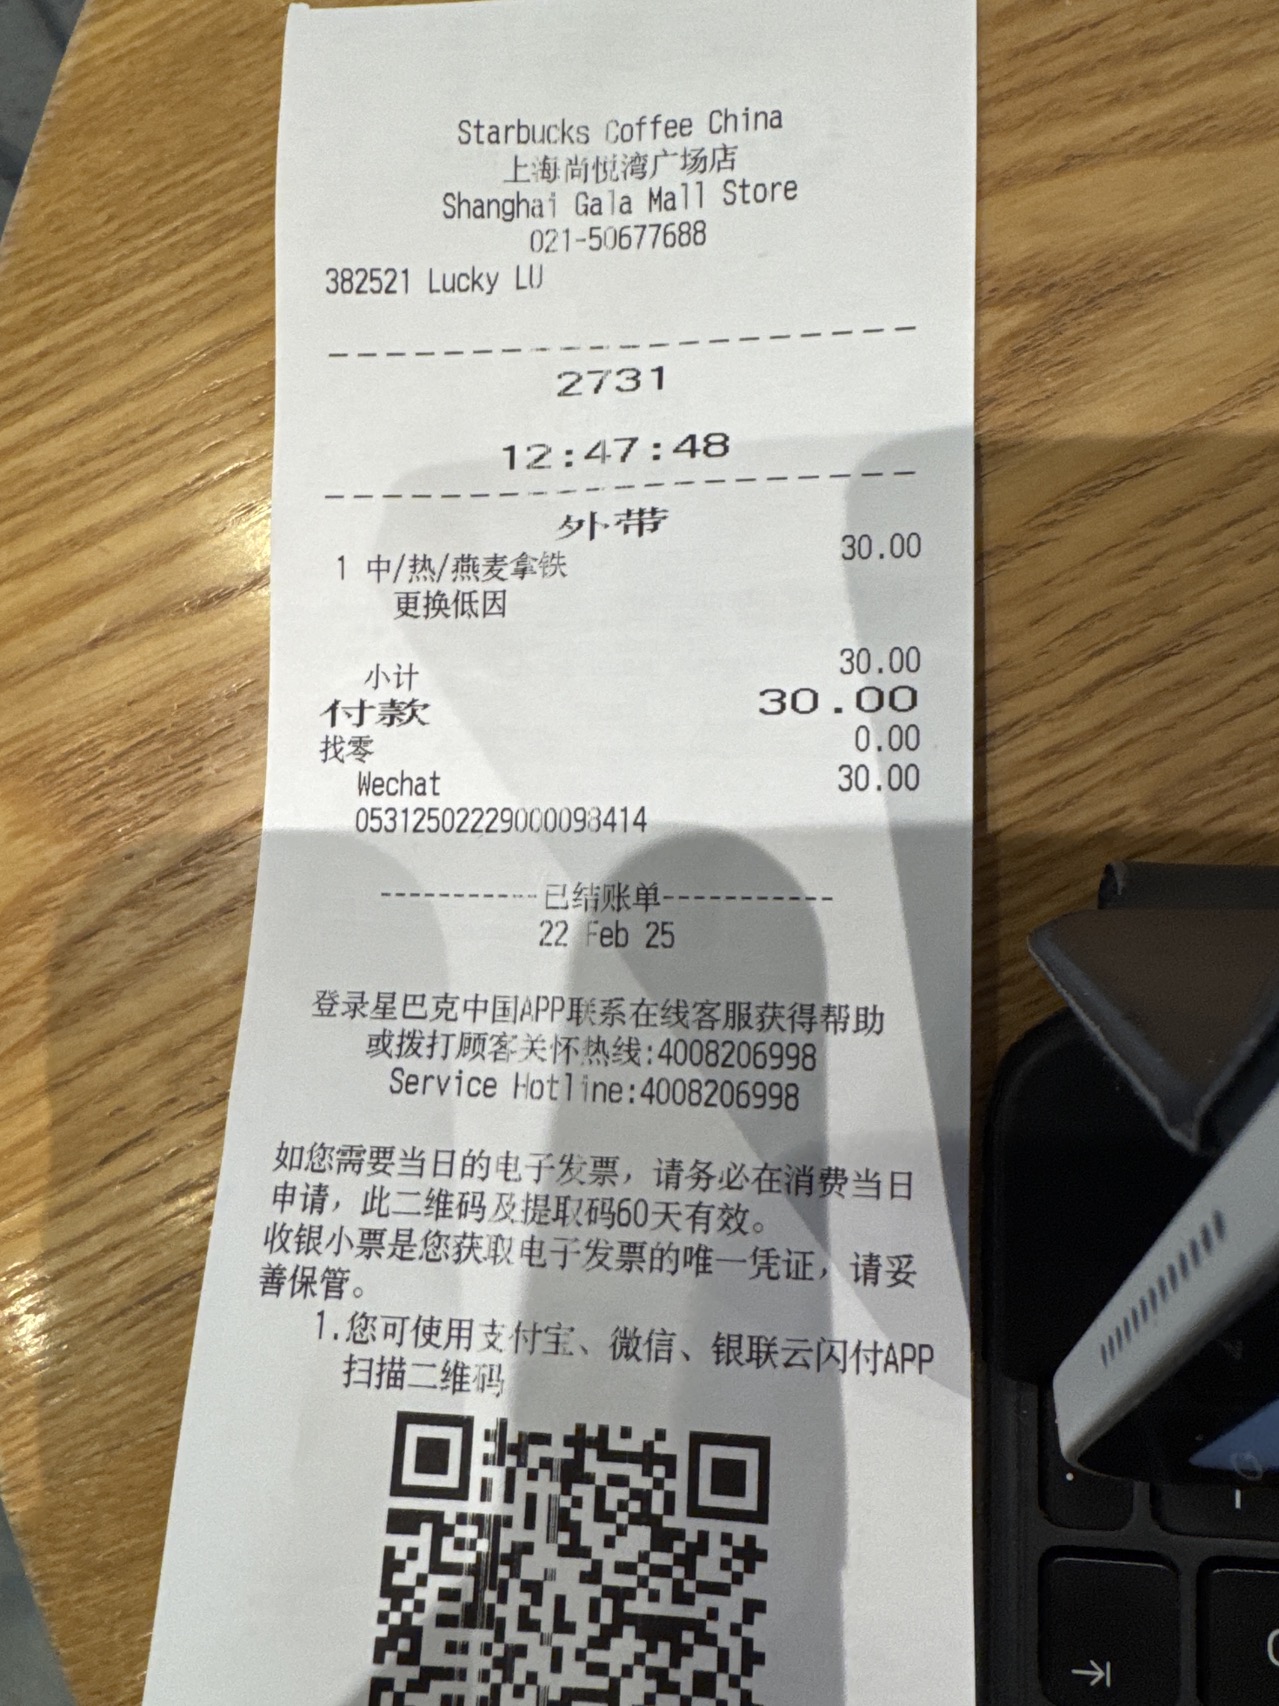 Starbucks Coffee China
上海尚悦湾广场店
Shanghai Gala Mall Store
021-50677688
382521 Lucky LU
2731
12:47:48
外带
1 中/热/燕麦拿铁 30.00
更换低因
小计 30.00
付款 30.00
找零 0.00
Wechat 30.00
05312502229000098414
-----------已结账单-----------
22 Feb 25
登录星巴克中国APP联系在线客服获得帮助
或拨打顾客关怀热线:4008206998
Service Hotline:4008206998
如您需要当日的电子发票，请务必在消费当日
申请，此二维码及提取码60天有效。
收银小票是您获取电子发票的唯一凭证，请妥
善保管。
1.您可使用支付宝、微信、银联云闪付APP
扫描二维码